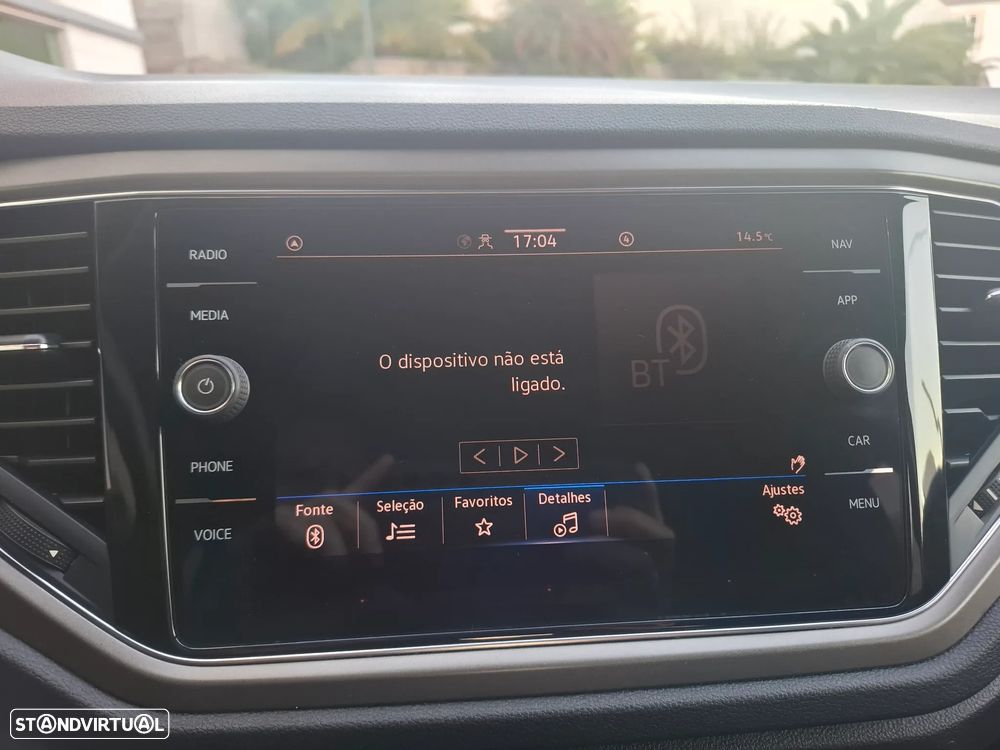 RADIO
MEDIA
PHONE
VOICE
17:04
4
14.5°C
O dispositivo não está
ligado.
BT
Fonte
Seleção
Favoritos
Detalhes
Ajustes
NAV
APP
CAR
MENU
STANDVIRTUAL